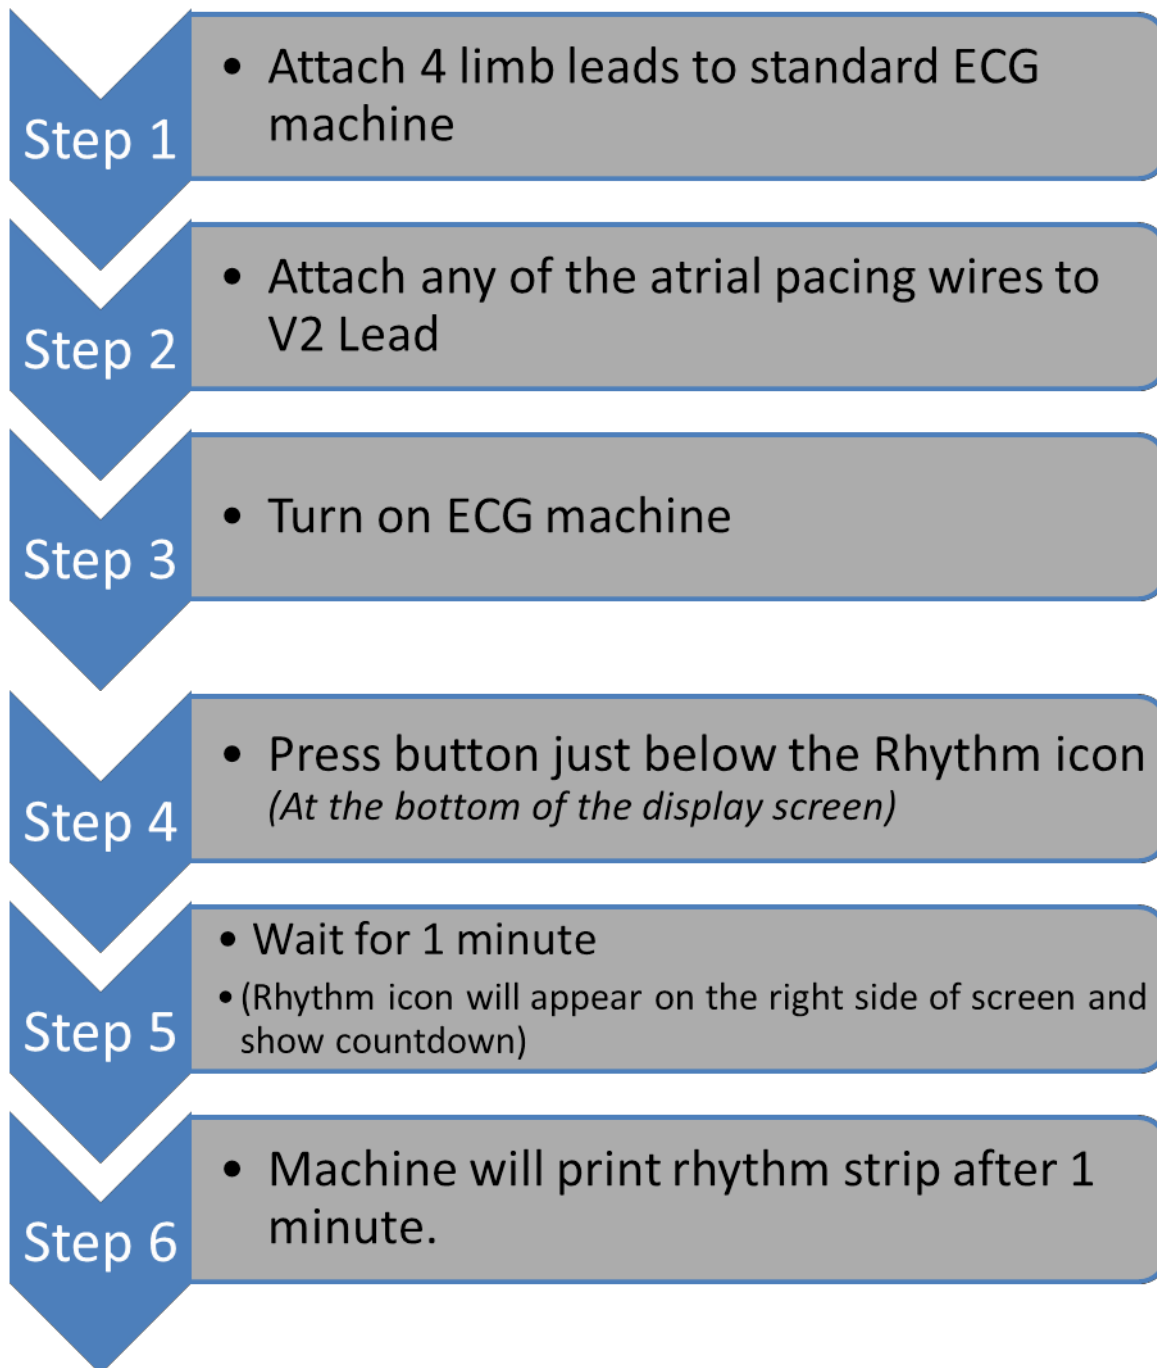 Step 1
• Attach 4 limb leads to standard ECG
machine
Step 2
• Attach any of the atrial pacing wires to
V2 Lead
Step 3
• Turn on ECG machine
Step 4
• Press button just below the Rhythm icon
(At the bottom of the display screen)
Step 5
• Wait for 1 minute
• (Rhythm icon will appear on the right side of screen and
show countdown)
Step 6
• Machine will print rhythm strip after 1
minute.